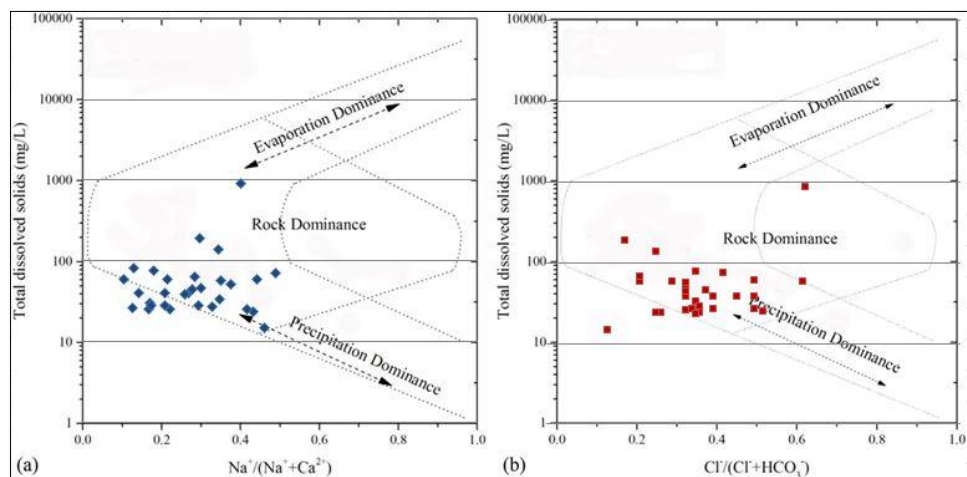 100000
10000
1000
100
10
1
Total dissolved solids (mg/L)
Evaporation Dominance
Rock Dominance
Precipitation Dominance
0.0 0.2 0.4 0.6 0.8 1.0
(a) Na⁺/(Na⁺+Ca²⁺)
100000
10000
1000
100
10
1
Total dissolved solids (mg/L)
Evaporation Dominance
Rock Dominance
Precipitation Dominance
0.0 0.2 0.4 0.6 0.8 1.0
(b) Cl⁻/(Cl⁻+HCO₃⁻)